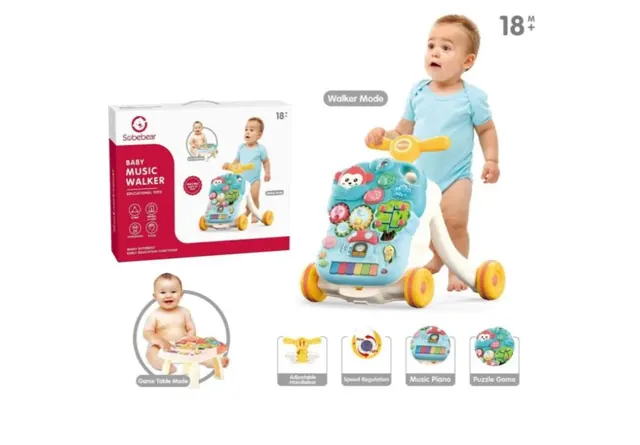 18 M+
Walker Mode
Sobebear
18 M+
BABY
MUSIC
WALKER
EDUCATIONAL TOYS
Game Table Mode
Adjustable
Handlebar
Speed Regulation
Music Piano
Puzzle Game